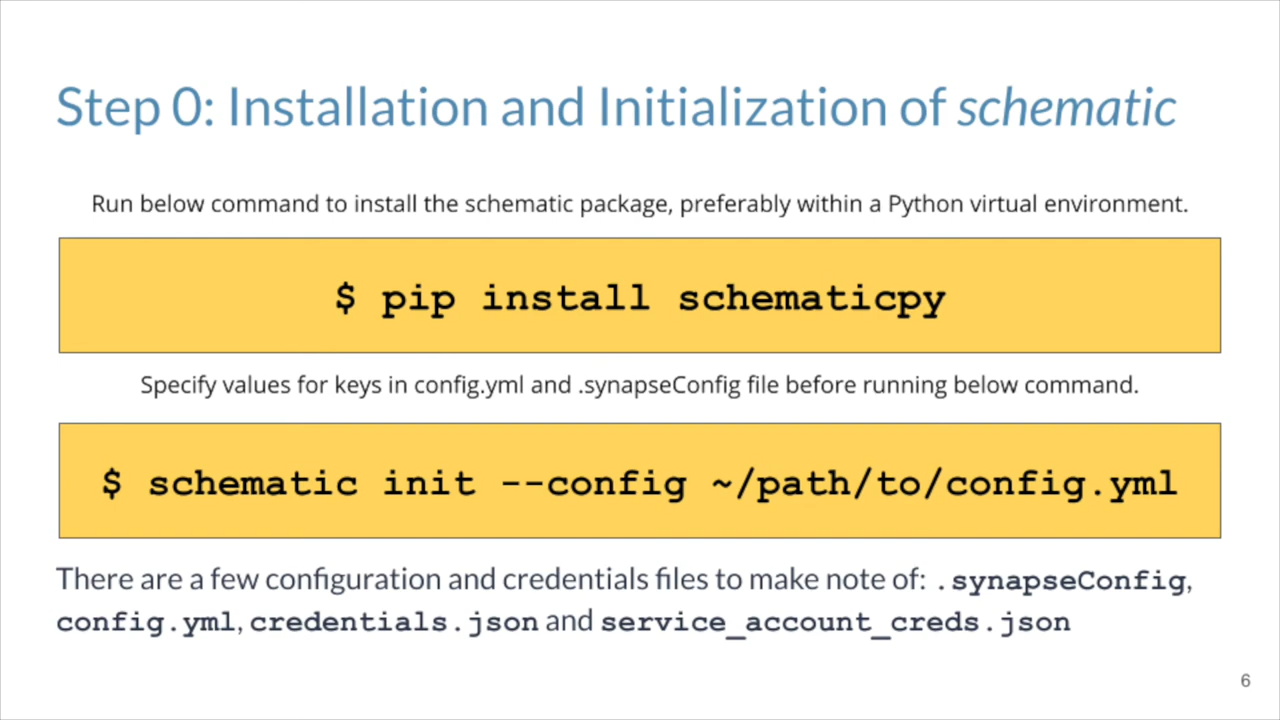 Step 0: Installation and Initialization of schematic
Run below command to install the schematic package, preferably within a Python virtual environment.
$ pip install schematicpy
Specify values for keys in config.yml and .synapseConfig file before running below command.
$ schematic init --config ~/path/to/config.yml
There are a few configuration and credentials files to make note of: .synapseConfig,
config.yml, credentials.json and service_account_creds.json
6